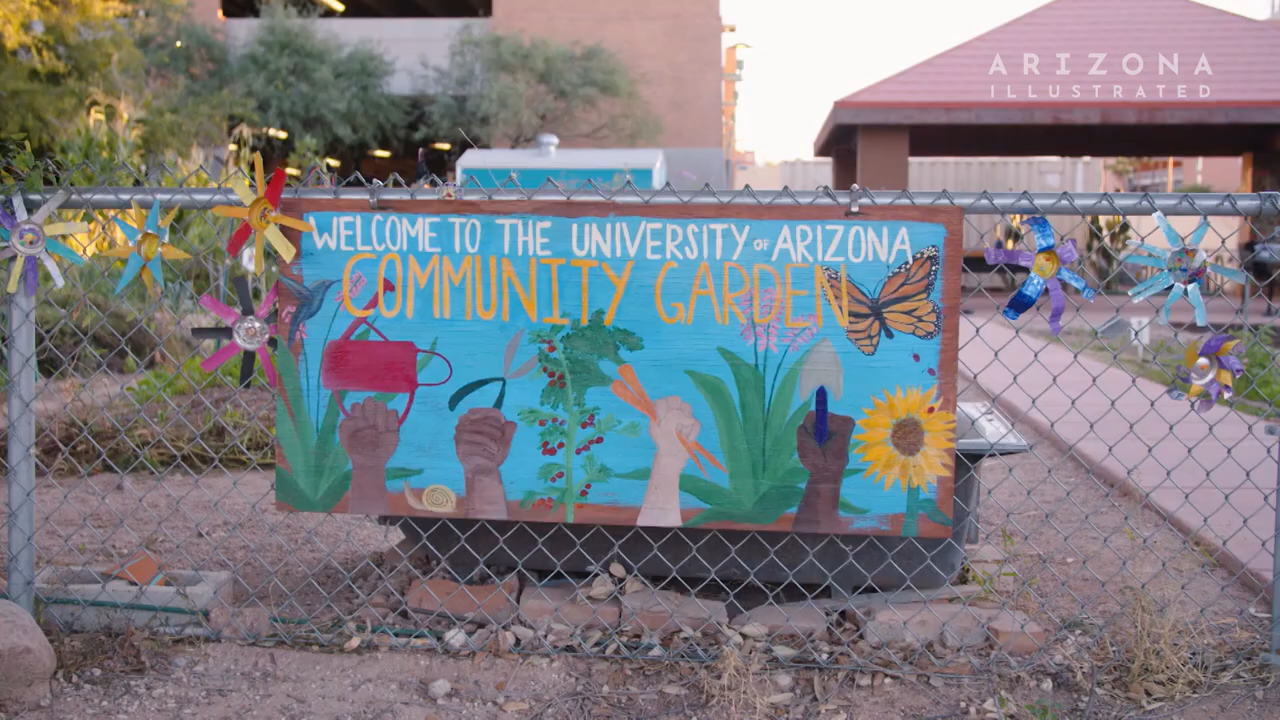 ARIZONA
ILLUSTRATED
WELCOME TO THE UNIVERSITY OF ARIZONA
COMMUNITY GARDEN